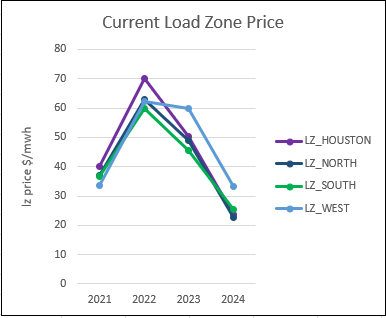 Current Load Zone Price
lz price $/mwh
80
70
60
50
40
30
20
10
0
2021 2022 2023 2024
LZ_HOUSTON
LZ_NORTH
LZ_SOUTH
LZ_WEST